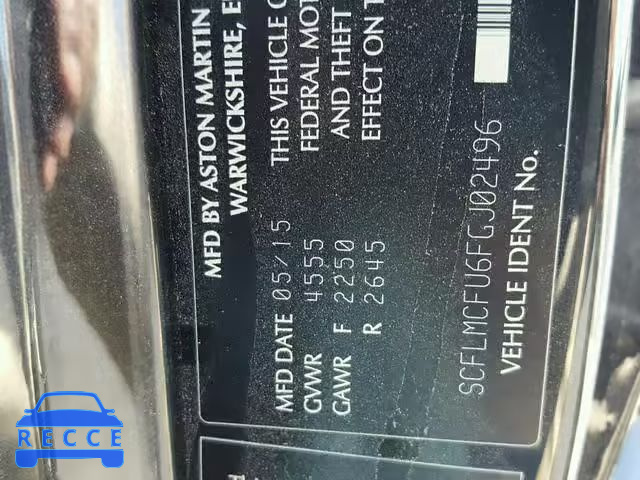 MFD BY ASTON MARTIN
WARWICKSHIRE, E
MFD DATE 05/15
GVWR 4555
GAWR F 2250
R 2645
THIS VEHICLE
FEDERAL MOT
AND THEFT
EFFECT ON T
SCFLMCFU6FGJ02496
VEHICLE IDENT No.
RECCE